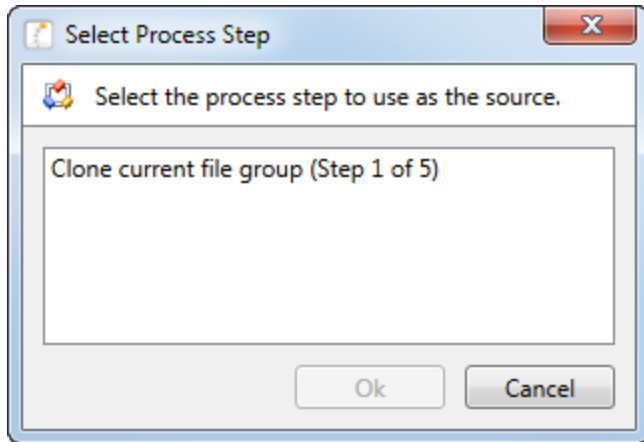 Select Process Step
Select the process step to use as the source.
Clone current file group (Step 1 of 5)
Ok
Cancel